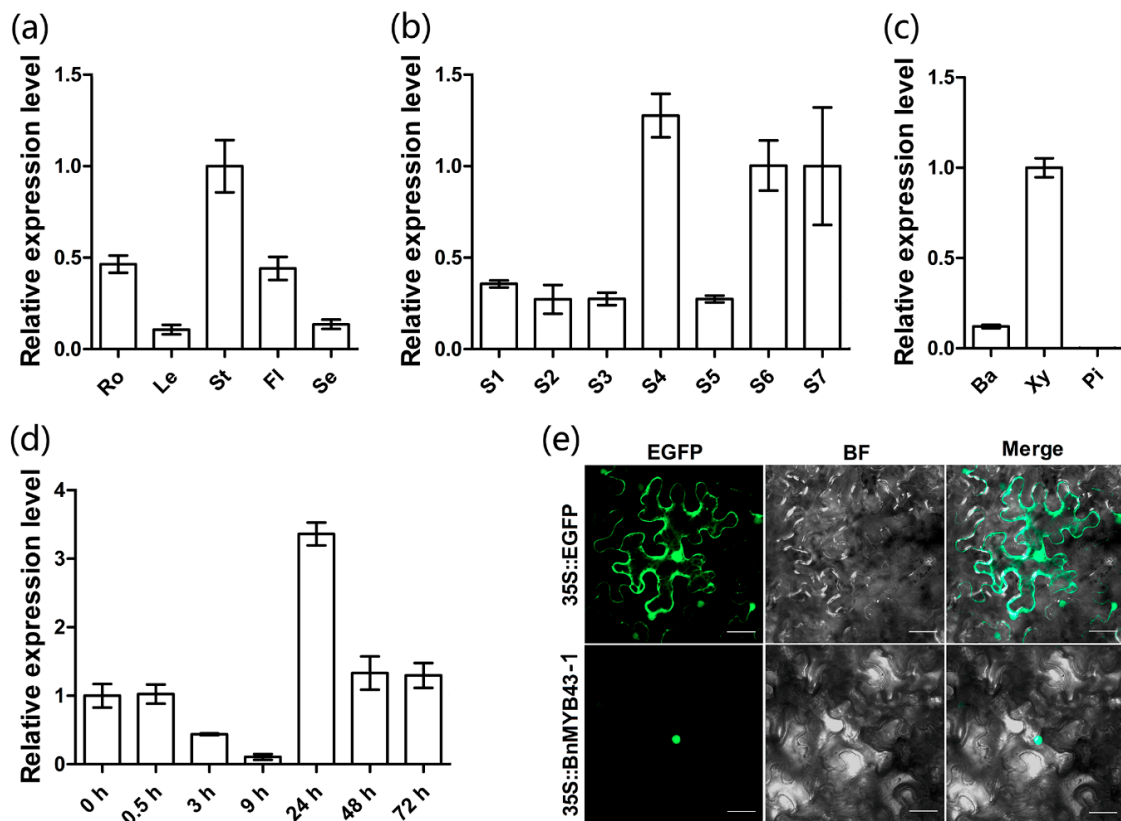 (a)
Relative expression level
1.5
1.0
0.5
0.0
Ro Le St Fl Se
(b)
Relative expression level
1.5
1.0
0.5
0.0
S1 S2 S3 S4 S5 S6 S7
(c)
Relative expression level
1.5
1.0
0.5
0.0
Ba Xy Pi
(d)
Relative expression level
4
3
2
1
0
0 h 0.5 h 3 h 9 h 24 h 48 h 72 h
(e)
EGFP BF Merge
35S::EGFP
35S::BnMYB43-1